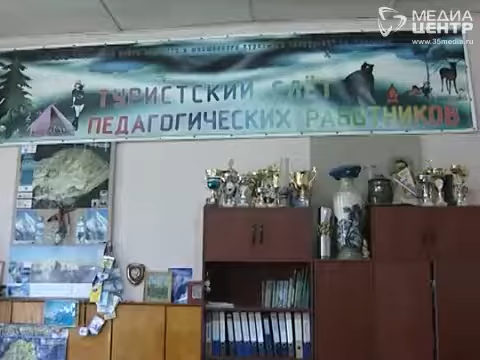 МЕДИА
ЦЕНТР
www.35media.ru
ТУРИСТСКИЙ СЛЁТ
ПЕДАГОГИЧЕСКИХ РАБОТНИКОВ